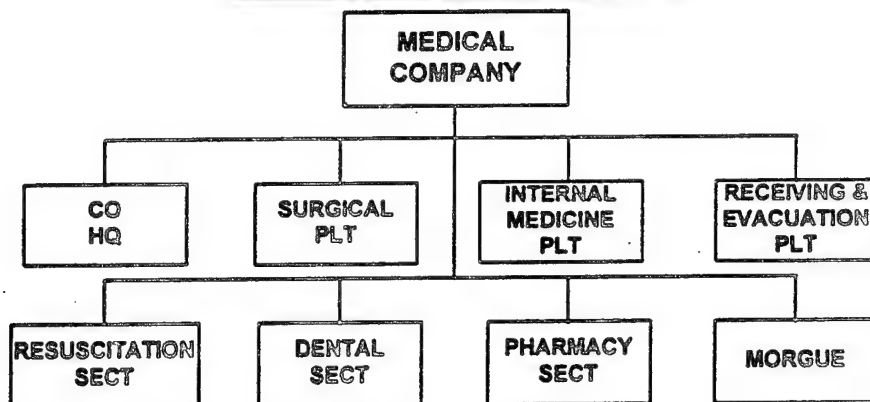 MEDICAL
COMPANY
CO
HQ
SURGICAL
PLT
INTERNAL
MEDICINE
PLT
RECEIVING &
EVACUATION
PLT
RESUSCITATION
SECT
DENTAL
SECT
PHARMACY
SECT
MORGUE